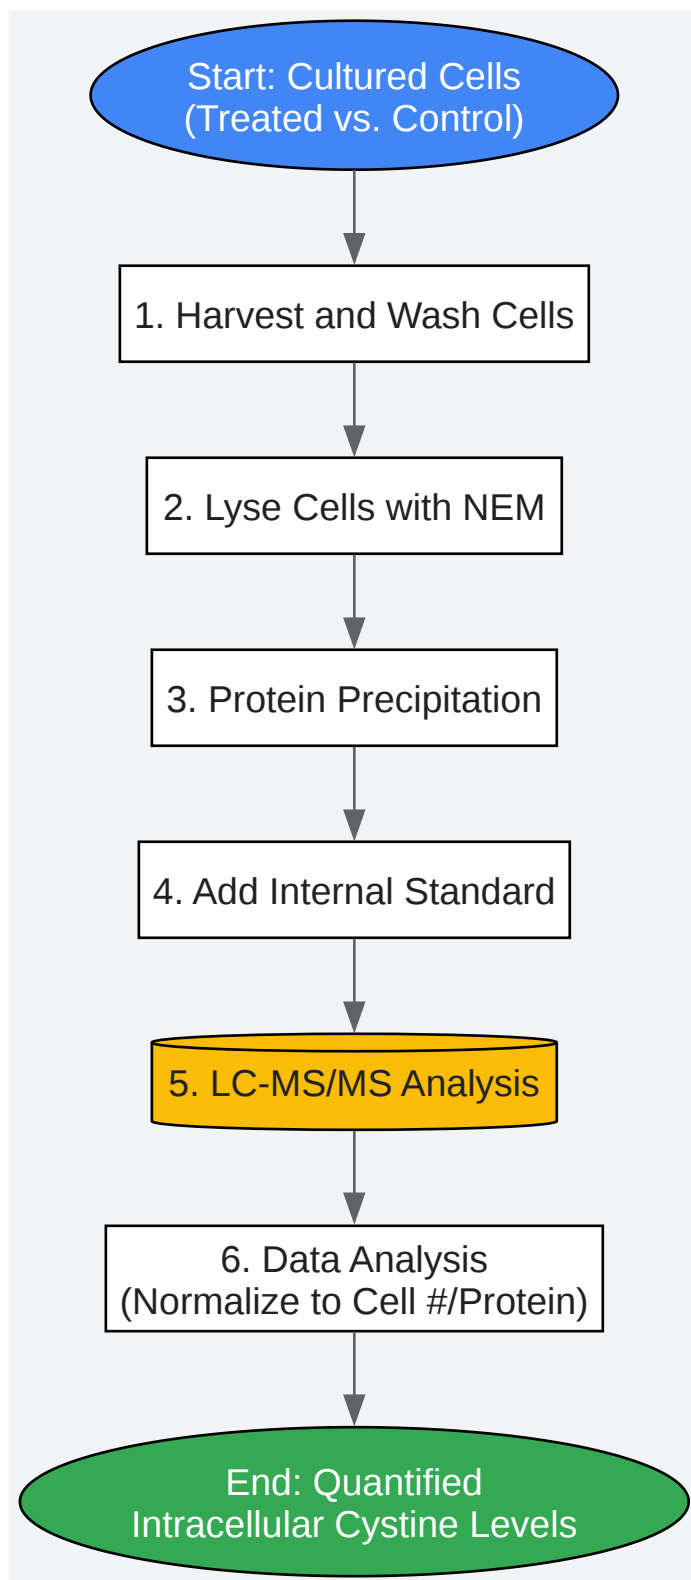 Start: Cultured Cells
(Treated vs. Control)
1. Harvest and Wash Cells
2. Lyse Cells with NEM
3. Protein Precipitation
4. Add Internal Standard
5. LC-MS/MS Analysis
6. Data Analysis
(Normalize to Cell #/Protein)
End: Quantified
Intracellular Cystine Levels